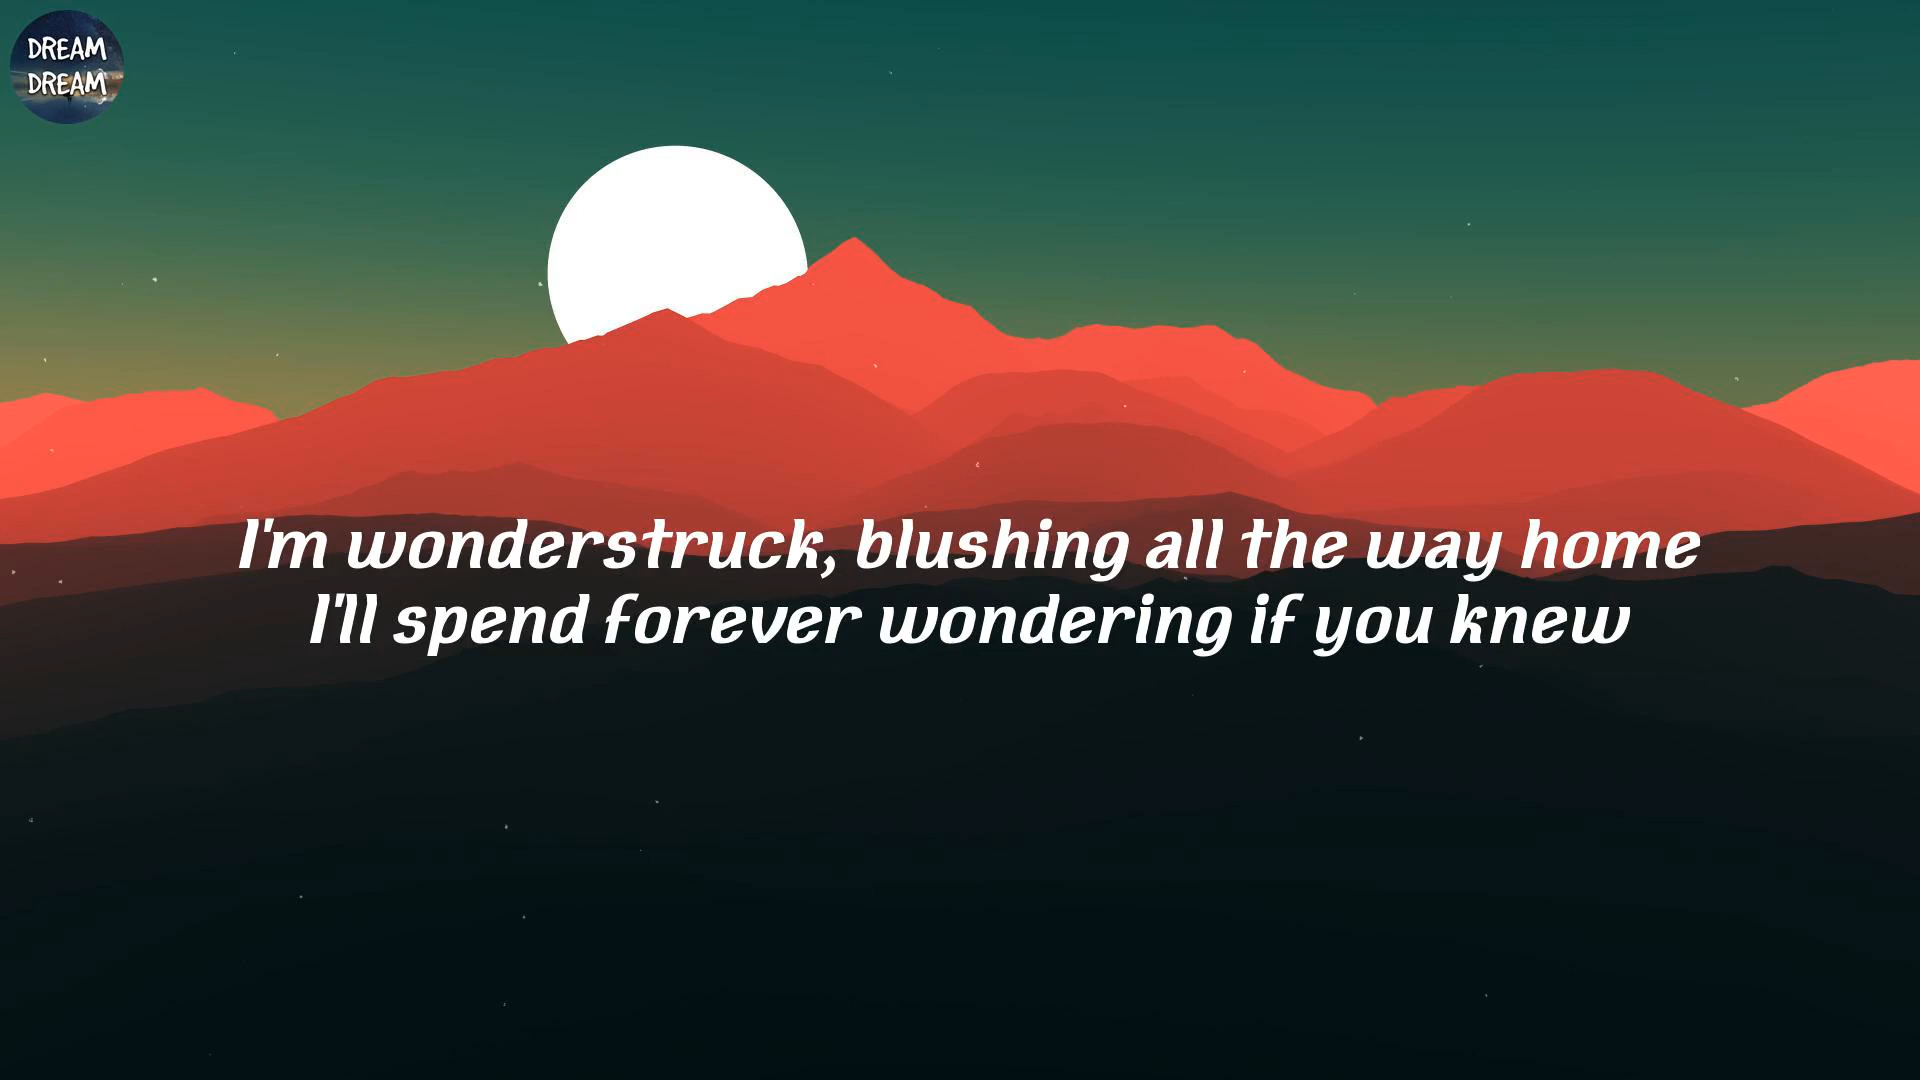 DREAM
DREAM
I'm wonderstruck, blushing all the way home
I'll spend forever wondering if you knew